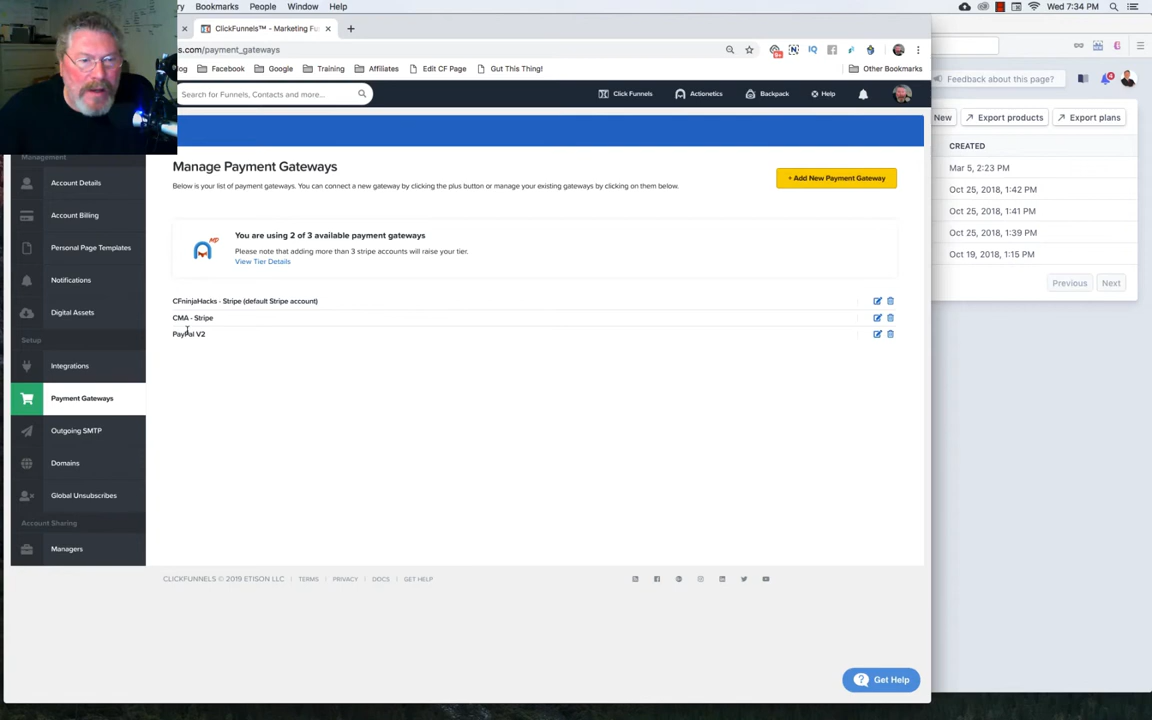 ry Bookmarks People Window Help
Wed 7:34 PM
ClickFunnels™ - Marketing Fu
s.com/payment_gateways
log Facebook Google Training Affiliates Edit CF Page Gut This Thing! Other Bookmarks
Search for Funnels, Contacts and more...
Click Funnels Actionetics Backpack Help
Feedback about this page?
New Export products Export plans
CREATED
Mar 5, 2:23 PM
Oct 25, 2018, 1:42 PM
Oct 25, 2018, 1:41 PM
Oct 25, 2018, 1:39 PM
Oct 19, 2018, 1:15 PM
Previous Next
Management
Account Details
Account Billing
Personal Page Templates
Notifications
Digital Assets
Setup
Integrations
Payment Gateways
Outgoing SMTP
Domains
Global Unsubscribes
Account Sharing
Managers
Manage Payment Gateways
Below is your list of payment gateways. You can connect a new gateway by clicking the plus button or manage your existing gateways by clicking on them below.
+ Add New Payment Gateway
You are using 2 of 3 available payment gateways
Please note that adding more than 3 stripe accounts will raise your tier.
View Tier Details
CFninjaHacks - Stripe (default Stripe account)
CMA - Stripe
PayPal V2
CLICKFUNNELS © 2019 ETISON LLC | TERMS | PRIVACY | DOCS | GET HELP
Get Help